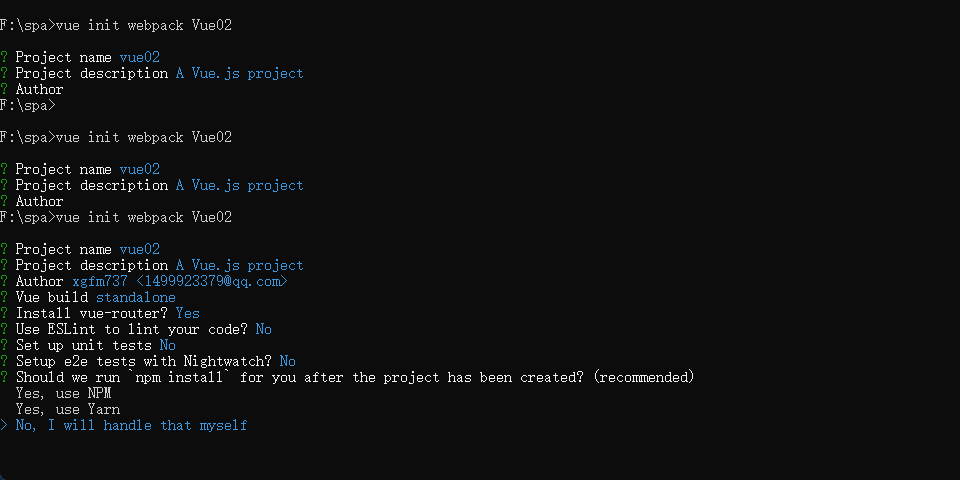 F:\spa>vue init webpack Vue02
? Project name vue02
? Project description A Vue.js project
? Author
F:\spa>
F:\spa>vue init webpack Vue02
? Project name vue02
? Project description A Vue.js project
? Author
F:\spa>vue init webpack Vue02
? Project name vue02
? Project description A Vue.js project
? Author xgfm737 <1499923379@qq.com>
? Vue build standalone
? Install vue-router? Yes
? Use ESLint to lint your code? No
? Set up unit tests No
? Setup e2e tests with Nightwatch? No
? Should we run `npm install` for you after the project has been created? (recommended)
Yes, use NPM
Yes, use Yarn
> No, I will handle that myself